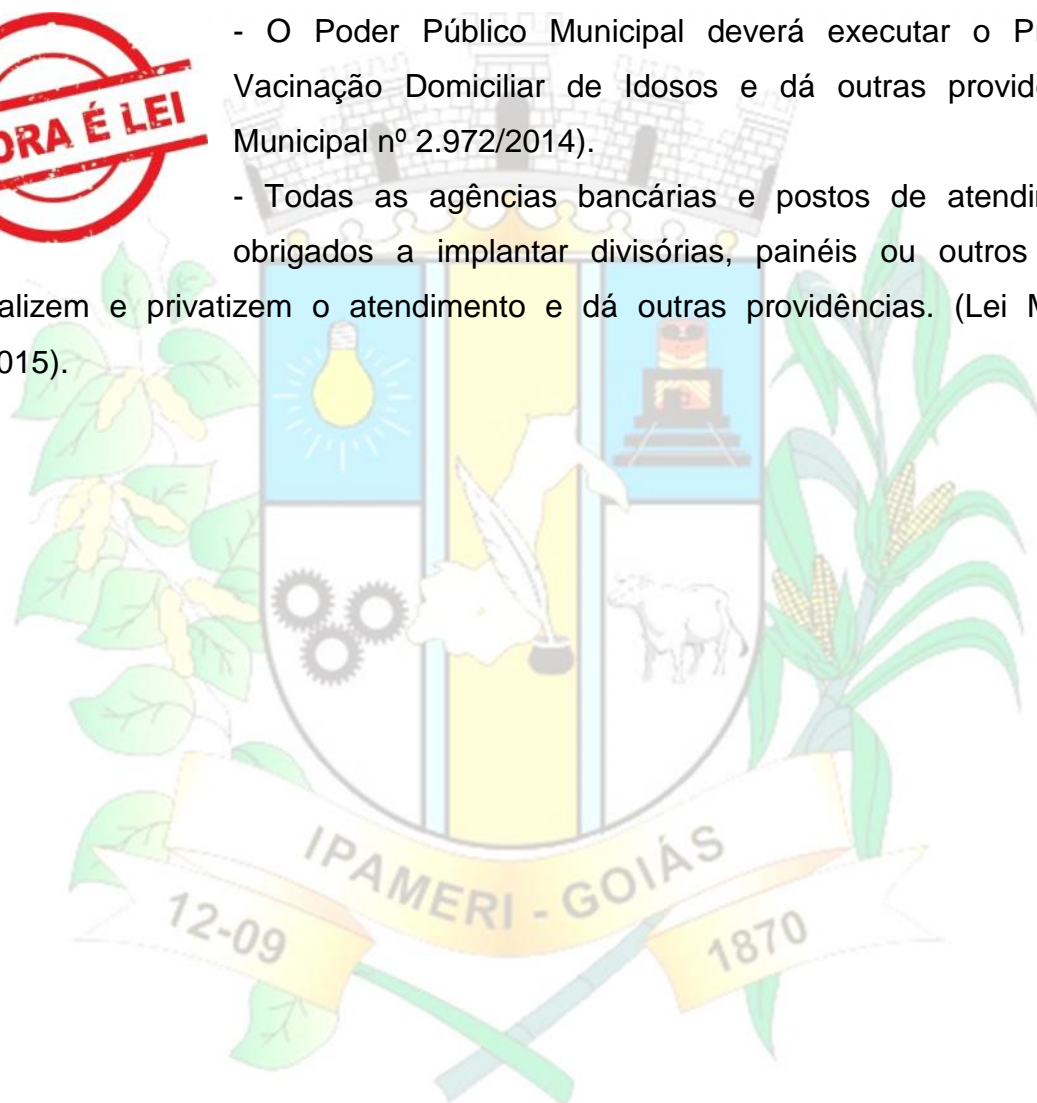 ORA É LEI
- O Poder Público Municipal deverá executar o P
Vacinação Domiciliar de Idosos e dá outras provid
Municipal nº 2.972/2014).
- Todas as agências bancárias e postos de atendi
obrigados a implantar divisórias, painéis ou outros
alizem e privatizem o atendimento e dá outras providências. (Lei M
015).
IPAMERI - GOIÁS
12-09
1870